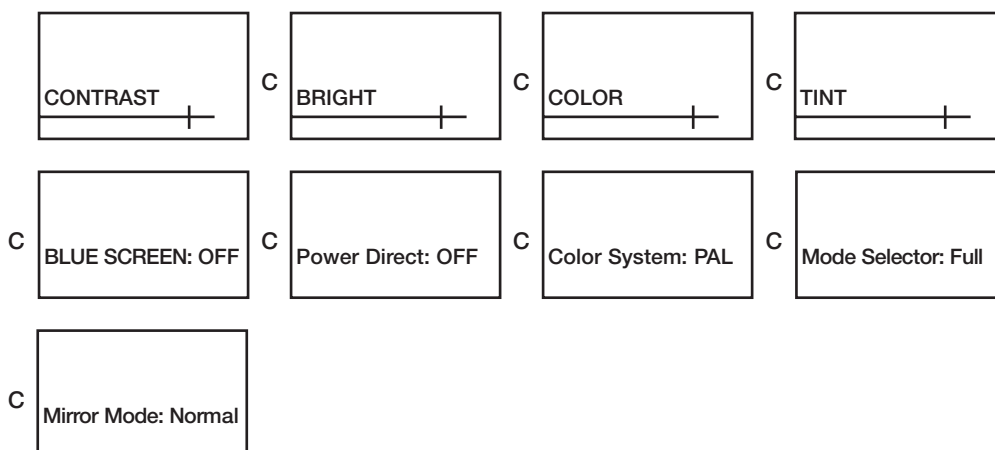 CONTRAST C BRIGHT C COLOR C TINT
C BLUE SCREEN: OFF C Power Direct: OFF C Color System: PAL C Mode Selector: Full
C Mirror Mode: Normal